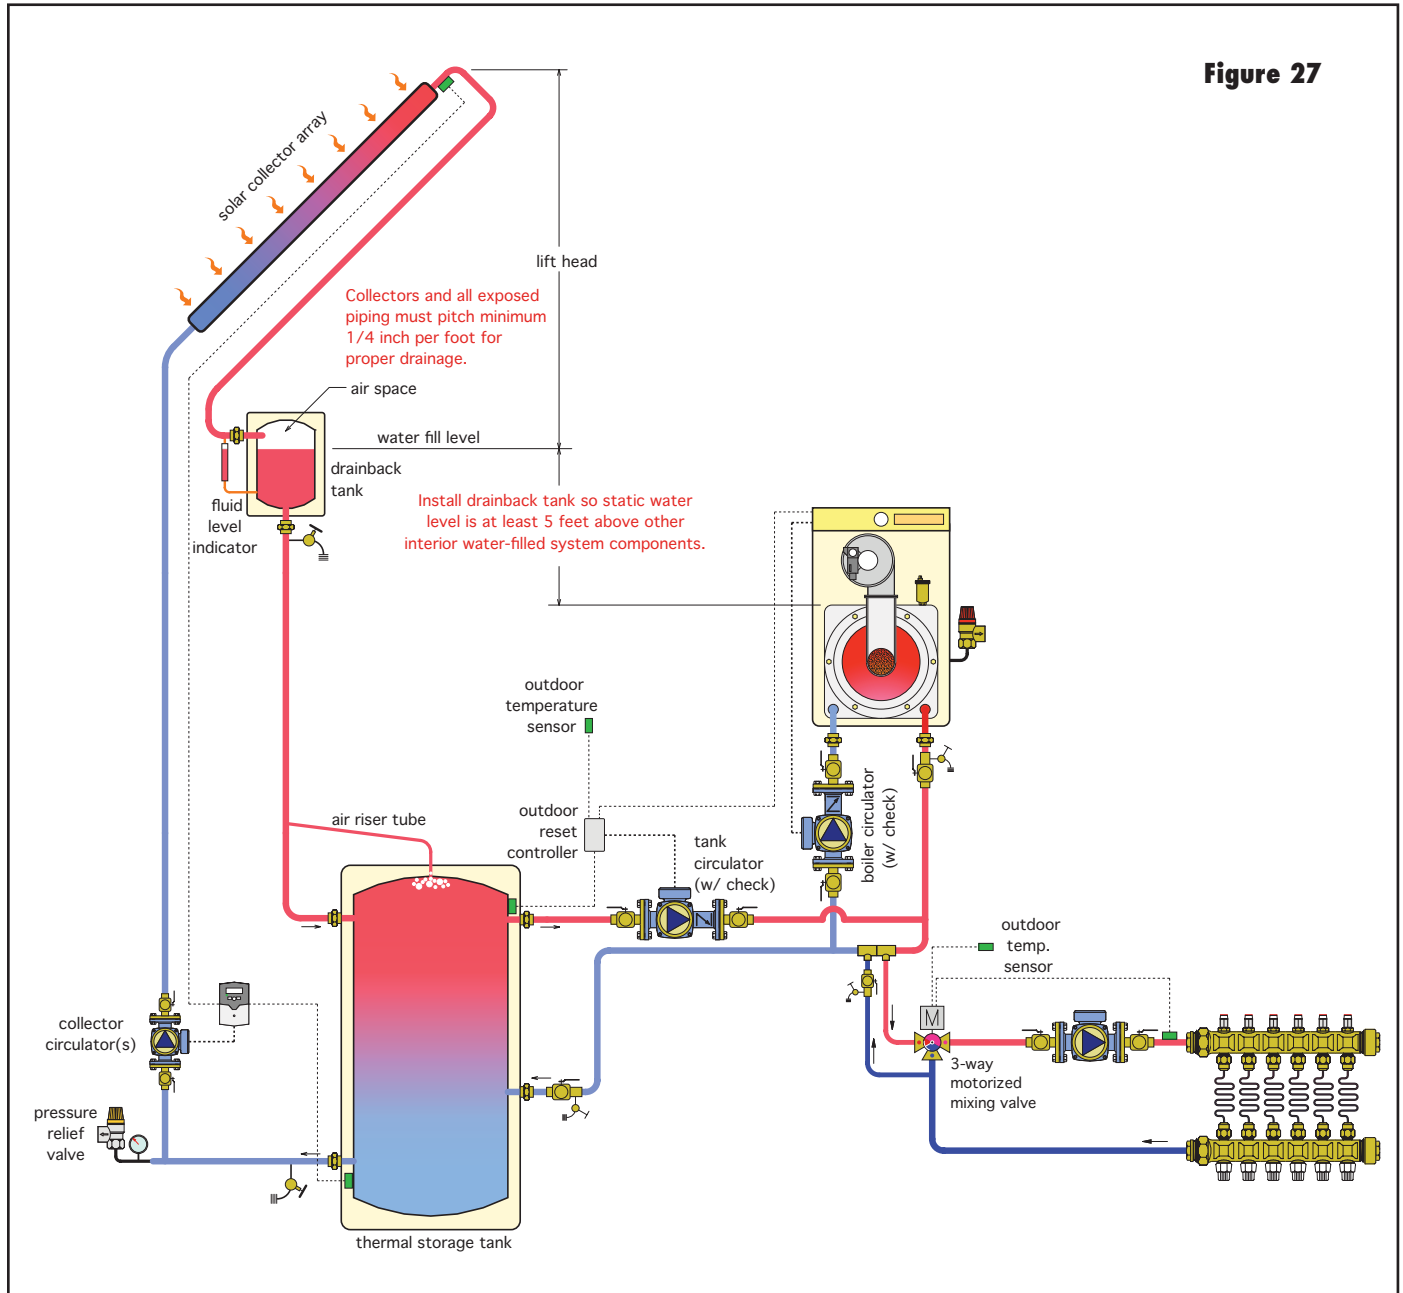 Figure 27
solar collector array
lift head
Collectors and all exposed
piping must pitch minimum
1/4 inch per foot for
proper drainage.
air space
water fill level
drainback
tank
fluid
level
indicator
Install drainback tank so static water
level is at least 5 feet above other
interior water-filled system components.
outdoor
temperature
sensor
outdoor
reset
controller
air riser tube
tank
circulator
(w/ check)
boiler circulator
(w/ check)
outdoor
temp.
sensor
M
3-way
motorized
mixing valve
collector
circulator(s)
pressure
relief
valve
thermal storage tank